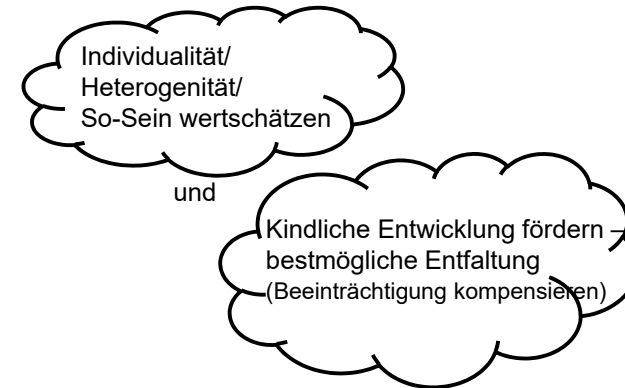 Individualität/
Heterogenität/
So-Sein wertschätzen
und
Kindliche Entwicklung fördern –
bestmögliche Entfaltung
(Beeinträchtigung kompensieren)